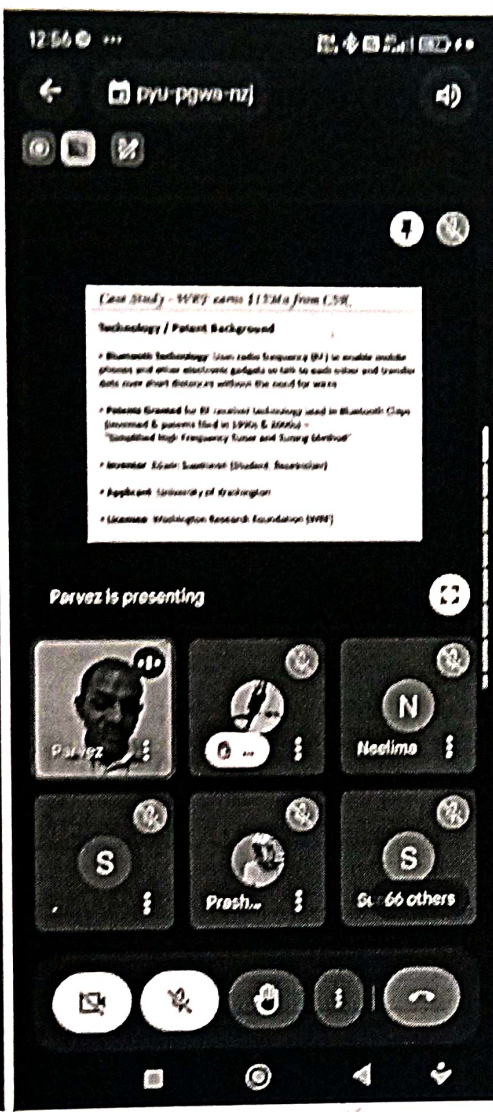 12:56
pyu-pgwa-nzj
Case Study - WRF earns $ from CSR
Technology / Patent Background
• Bluetooth Technology Uses radio frequency (RF) to enable mobile
phones and other electronic gadgets to talk to each other and transfer
data over short distances without the need for wires
• Patents Granted for RF receiver technology used in Bluetooth Chips
(invented & patents filed in 1990s & 2000s) –
"Simplified High Frequency Tuner and Tuning Method"
• Inventor (Student Researcher)
• Applicant University of Washington
• Licensee Washington Research Foundation (WRF)
Parvez is presenting
Parvez
...
N
Neelima
S
Prash...
S
66 others